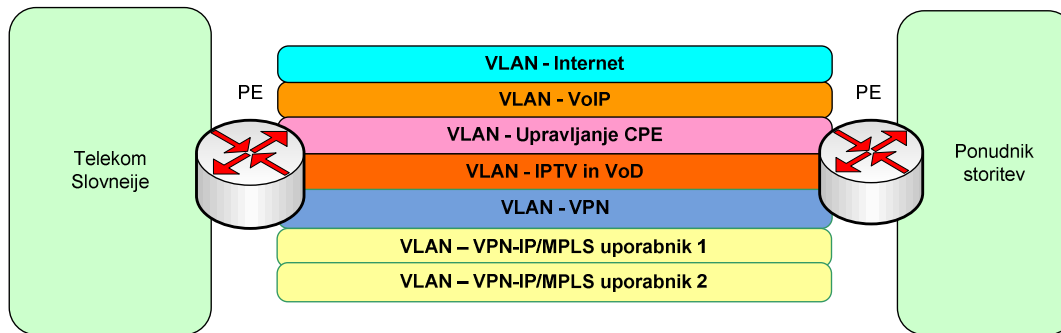 VLAN - Internet
PE
VLAN - VoIP
PE
VLAN - Upravljanje CPE
Telekom
Slovneije
VLAN - IPTV in VoD
Ponudnik
storitev
VLAN - VPN
VLAN – VPN-IP/MPLS uporabnik 1
VLAN – VPN-IP/MPLS uporabnik 2